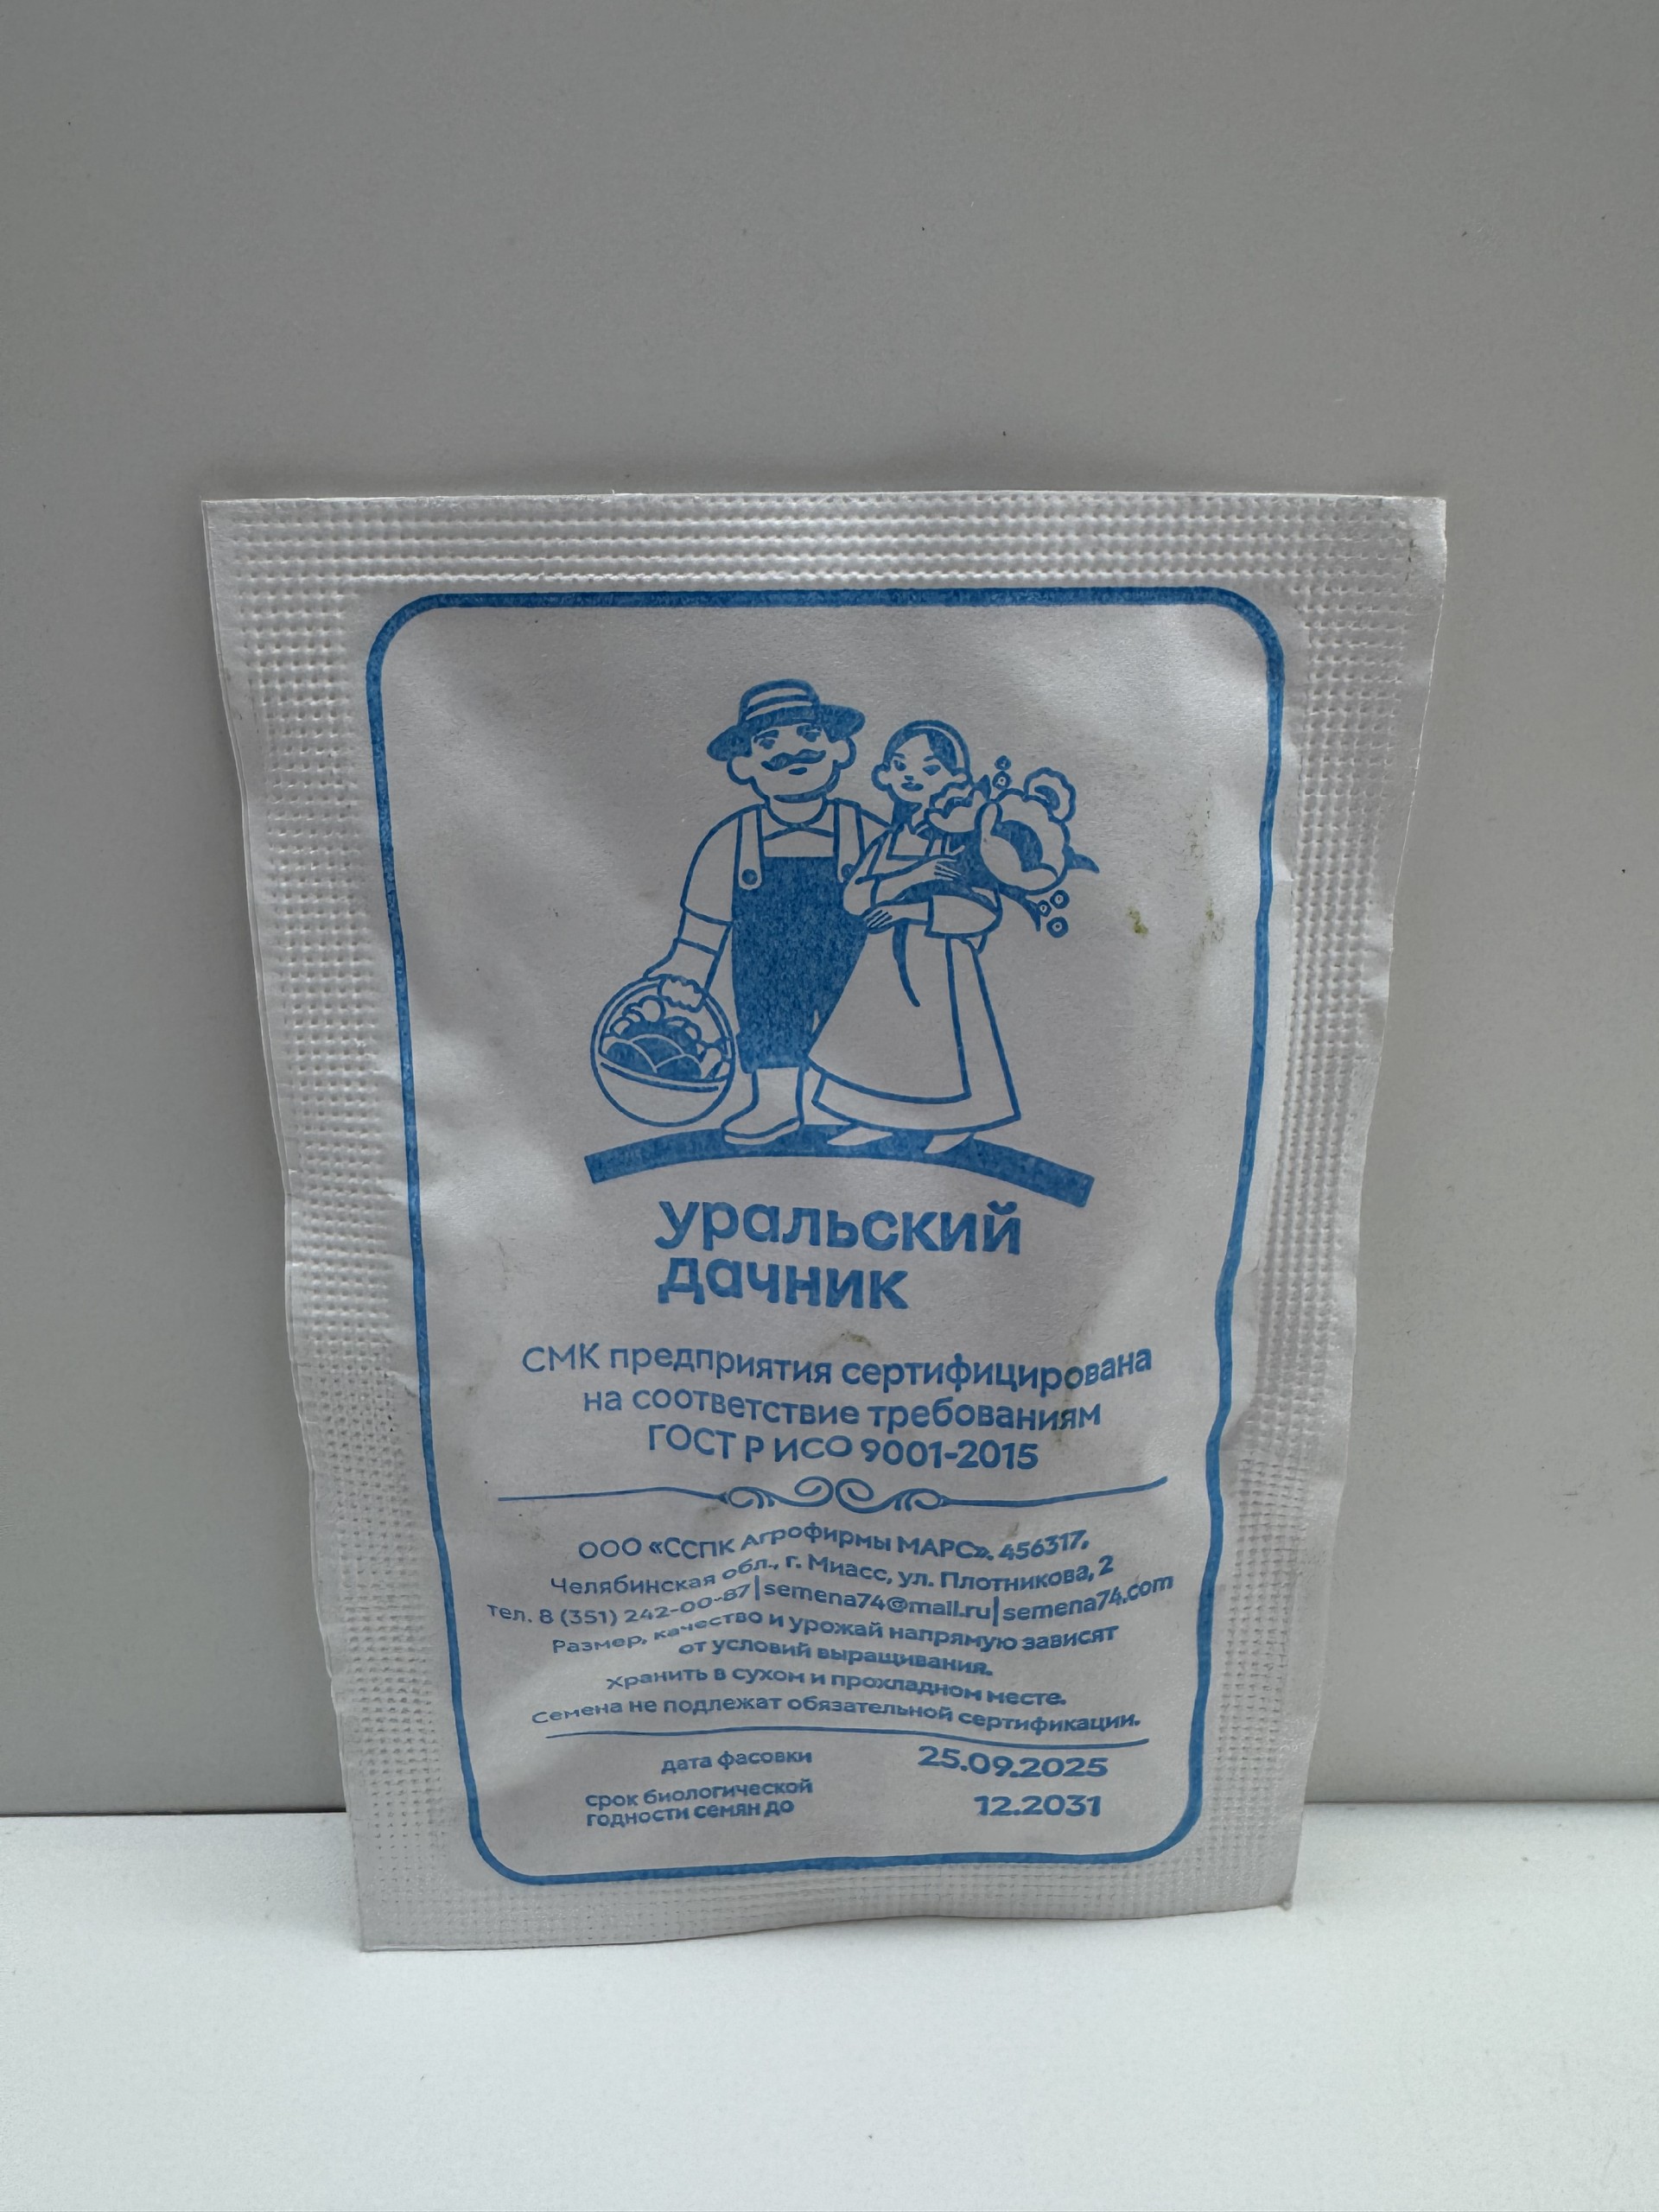 уральский
дачник
СМК предприятия сертифицирована
на соответствие требованиям
ГОСТ Р ИСО 9001-2015
ООО «ССПК Агрофирмы МАРС». 456317,
Челябинская обл., г. Миасс, ул. Плотникова, 2
тел. 8 (351) 242-00-87|semena74@mail.ru|semena74.com
Размер, качество и урожай напрямую зависят
от условий выращивания.
Хранить в сухом и прохладном месте.
Семена не подлежат обязательной сертификации.
дата фасовки 25.09.2025
срок биологической
годности семян до 12.2031